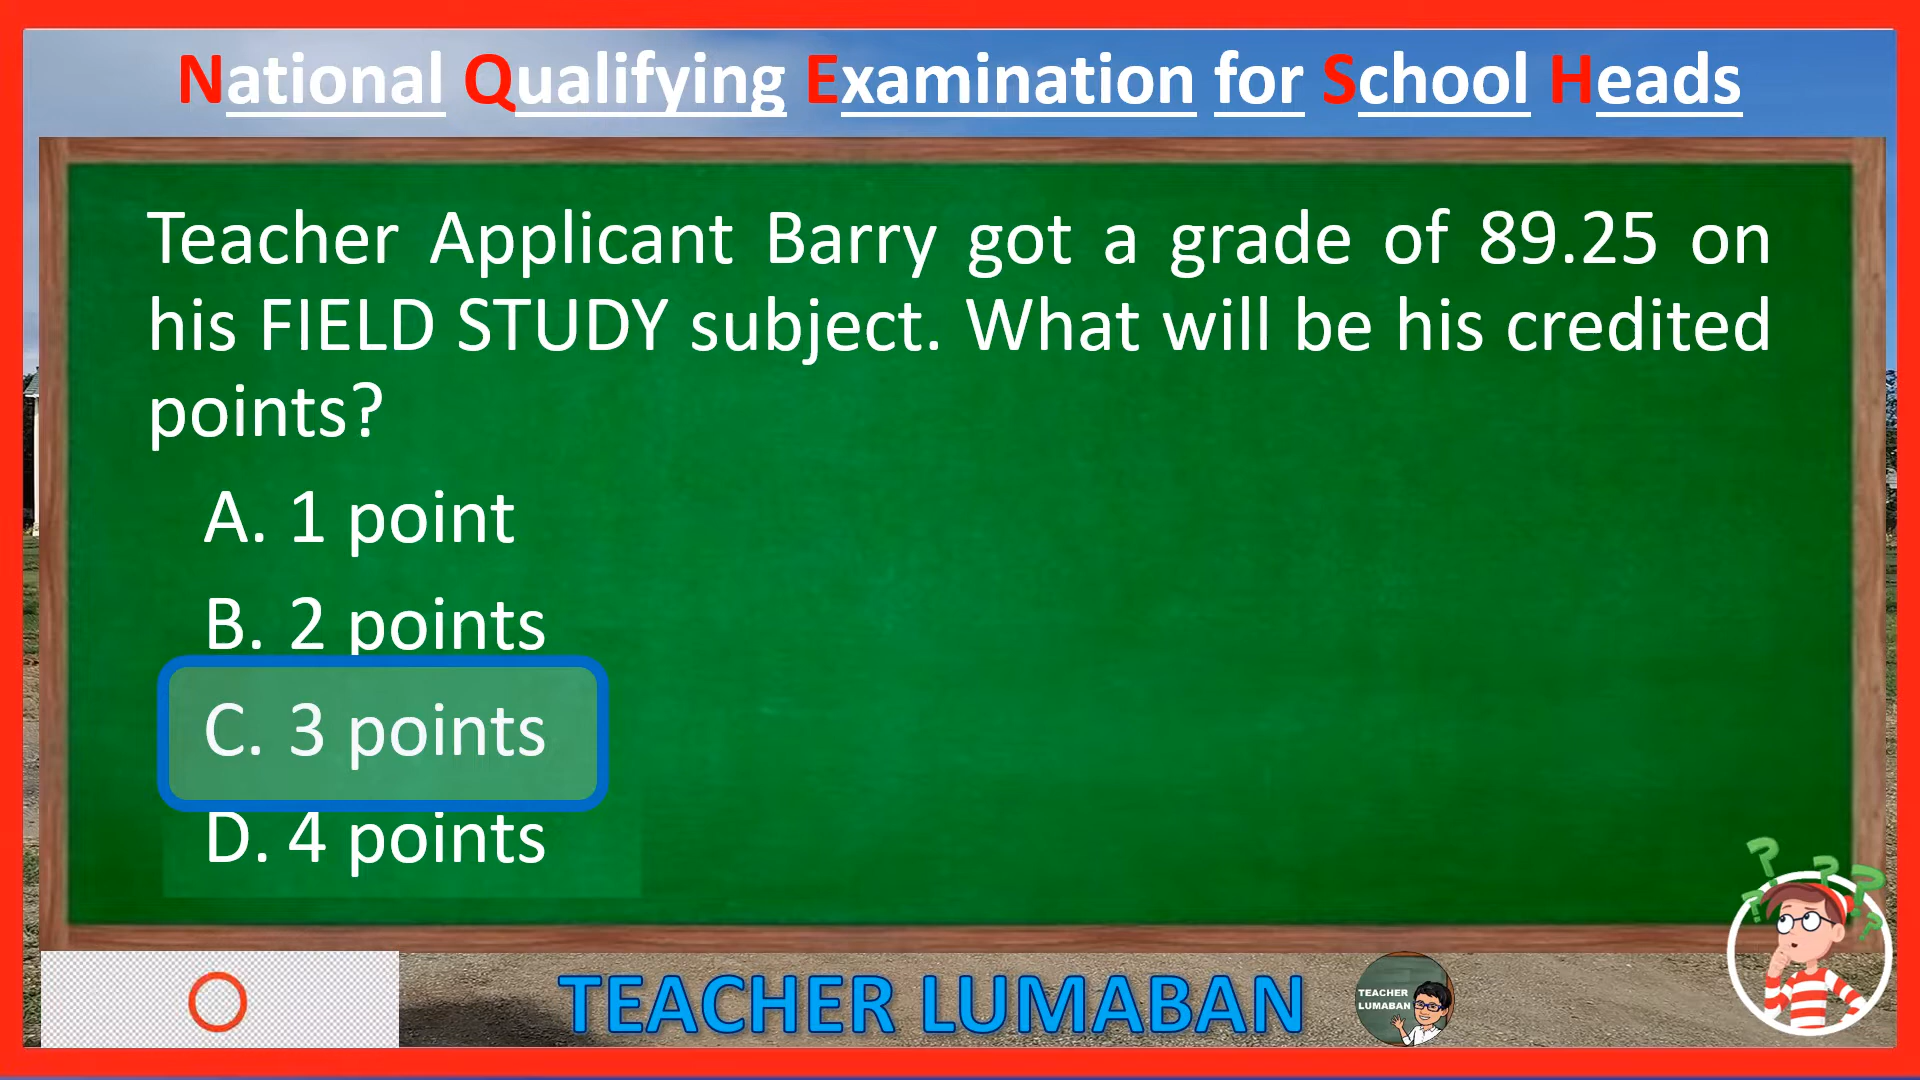 National Qualifying Examination for School Heads
Teacher Applicant Barry got a grade of 89.25 on
his FIELD STUDY subject. What will be his credited
points?
A. 1 point
B. 2 points
C. 3 points
D. 4 points
TEACHER LUMABAN
TEACHER
LUMABAN